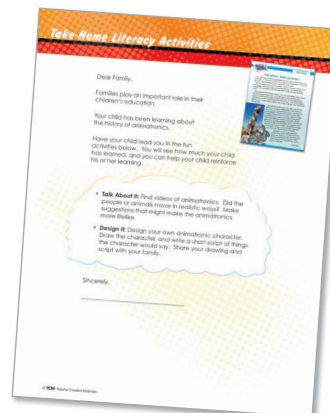 Take-Home Literacy Activities
Dear Family,
Families play an important role in their
children's education.
Your child has been learning about
the history of animatronics.
Have your child lead you in the fun
activities below. You will see how much your child
has learned, and you can help your child reinforce
his or her learning.
• Talk About It: Find videos of animatronics. Did the
people or animals move in realistic ways? Make
suggestions that might make the animatronics
more lifelike.
• Design It: Design your own animatronic character.
Draw the character, and write a short script of things
the character would say. Share your drawing and
script with your family.
Sincerely,
© TCM Teacher Created Materials